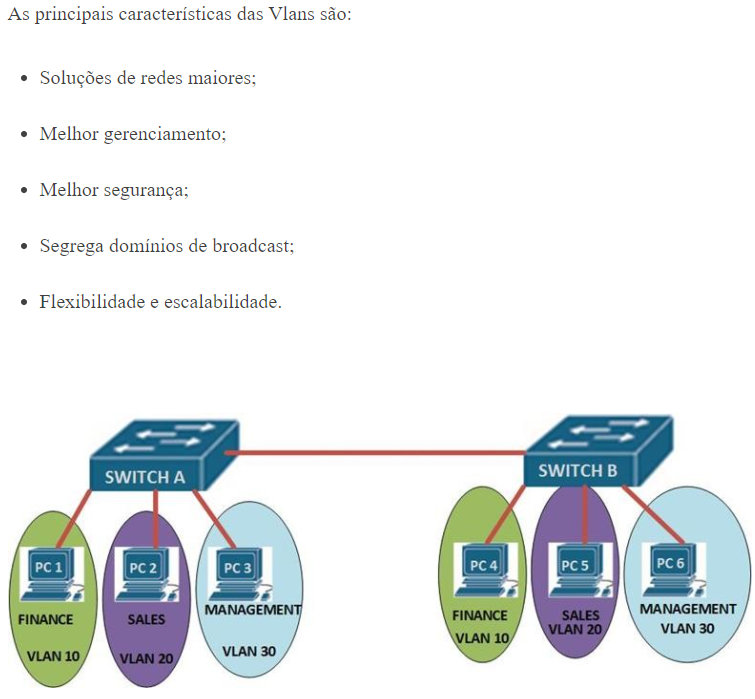 As principais características das Vlans são:
Soluções de redes maiores;
Melhor gerenciamento;
Melhor segurança;
Segrega domínios de broadcast;
Flexibilidade e escalabilidade.
SWITCH A
SWITCH B
PC 1
PC 2
PC 3
PC 4
PC 5
PC 6
FINANCE
SALES
MANAGEMENT
FINANCE
SALES
MANAGEMENT
VLAN 10
VLAN 20
VLAN 30
VLAN 10
VLAN 20
VLAN 30